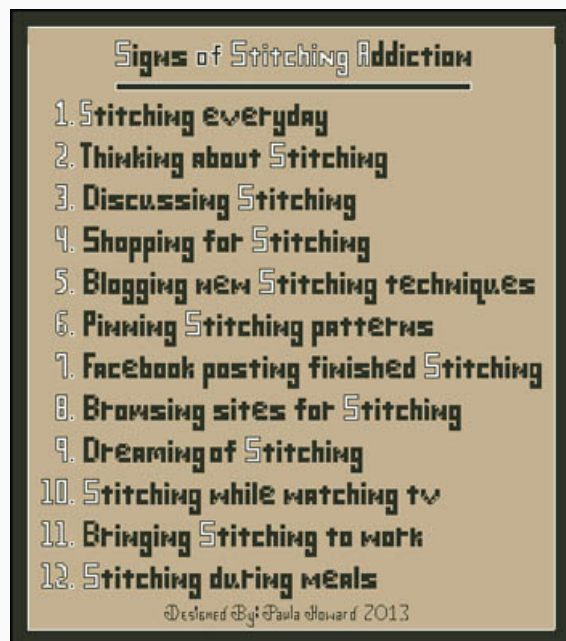 Signs of Stitching Addiction
1. Stitching everyday
2. Thinking about Stitching
3. Discussing Stitching
4. Shopping for Stitching
5. Blogging new Stitching techniques
6. Pinning Stitching patterns
7. Facebook posting finished Stitching
8. Browsing sites for Stitching
9. Dreaming of Stitching
10. Stitching while watching tv
11. Bringing Stitching to work
12. Stitching during meals
Designed By: Paula Howard 2013